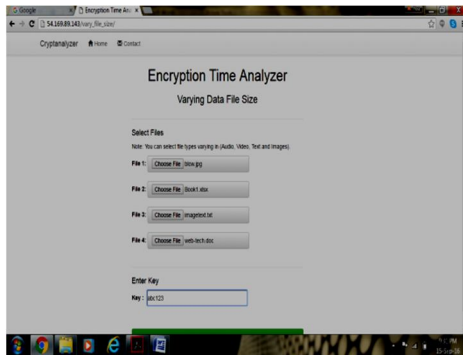 Google
Encryption Time Ana
54.169.89.143/vary_file_size/
Cryptanalyzer Home Contact
Encryption Time Analyzer
Varying Data File Size
Select Files
Note: You can select file types varying in (Audio, Video, Text and Images)
File 1: Choose File blow.jpg
File 2: Choose File Book1.xlsx
File 3: Choose File imagetext.txt
File 4: Choose File web-tech.doc
Enter Key
Key : abc123